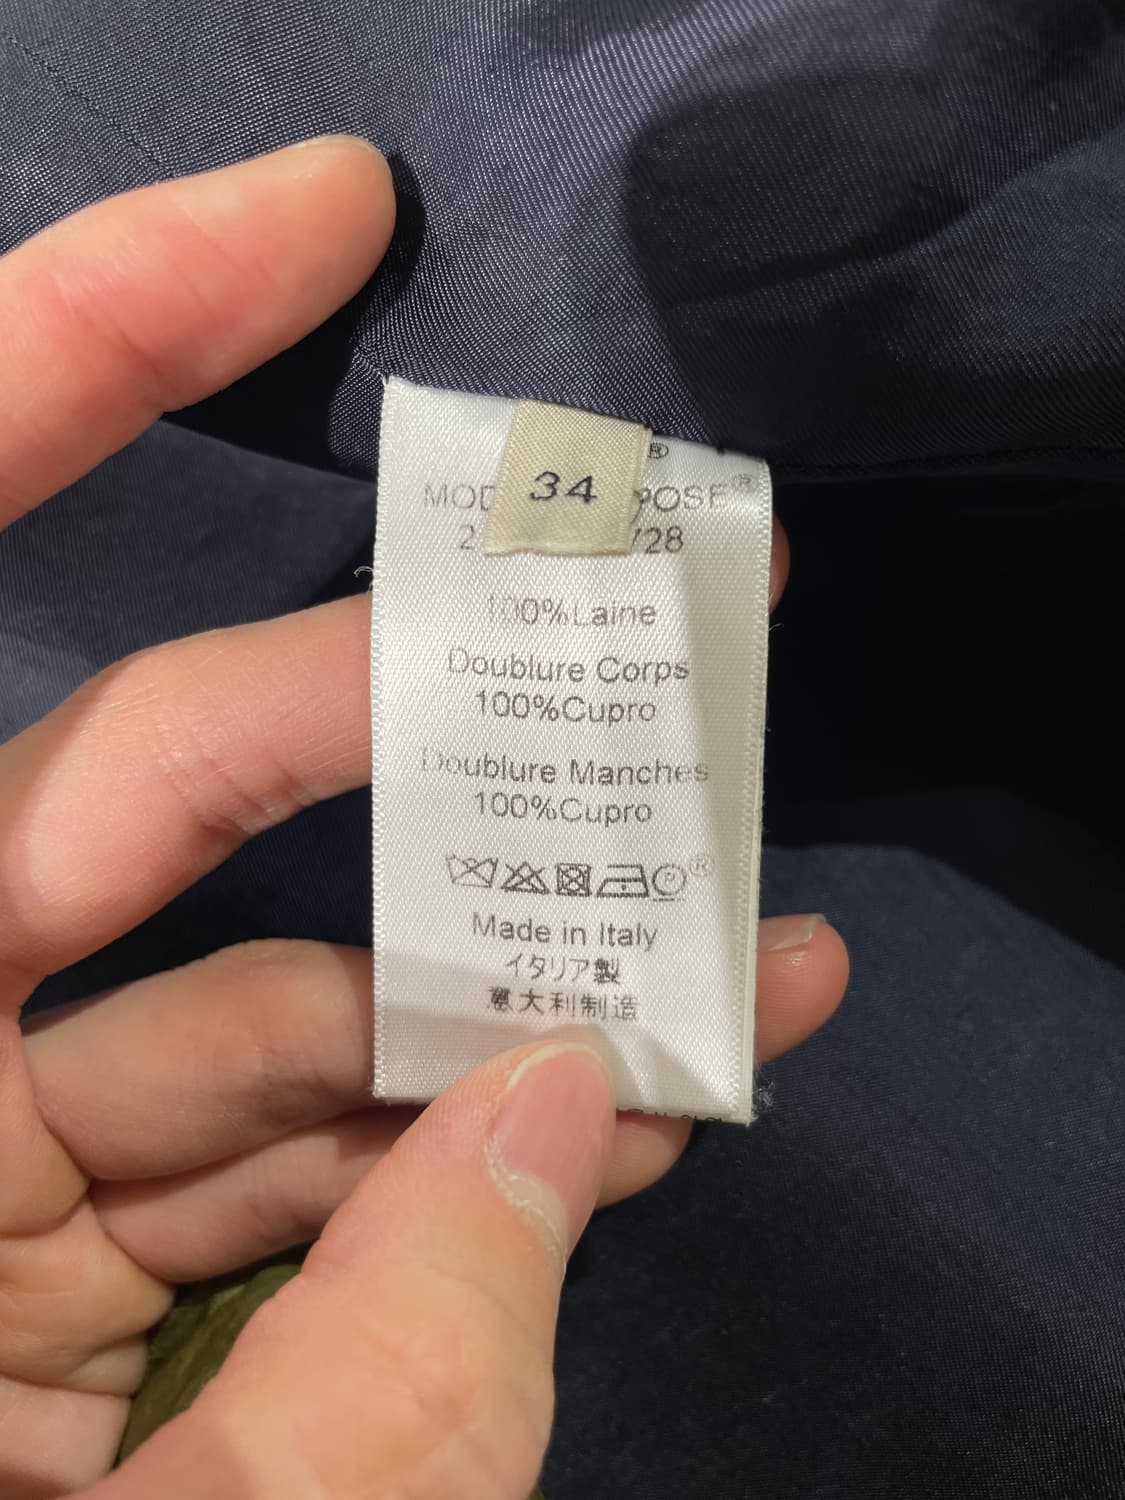 34
®
28
100%Laine
Doublure Corps
100%Cupro
Doublure Manches
100%Cupro
P ®
Made in Italy
イタリア製
意大利制造